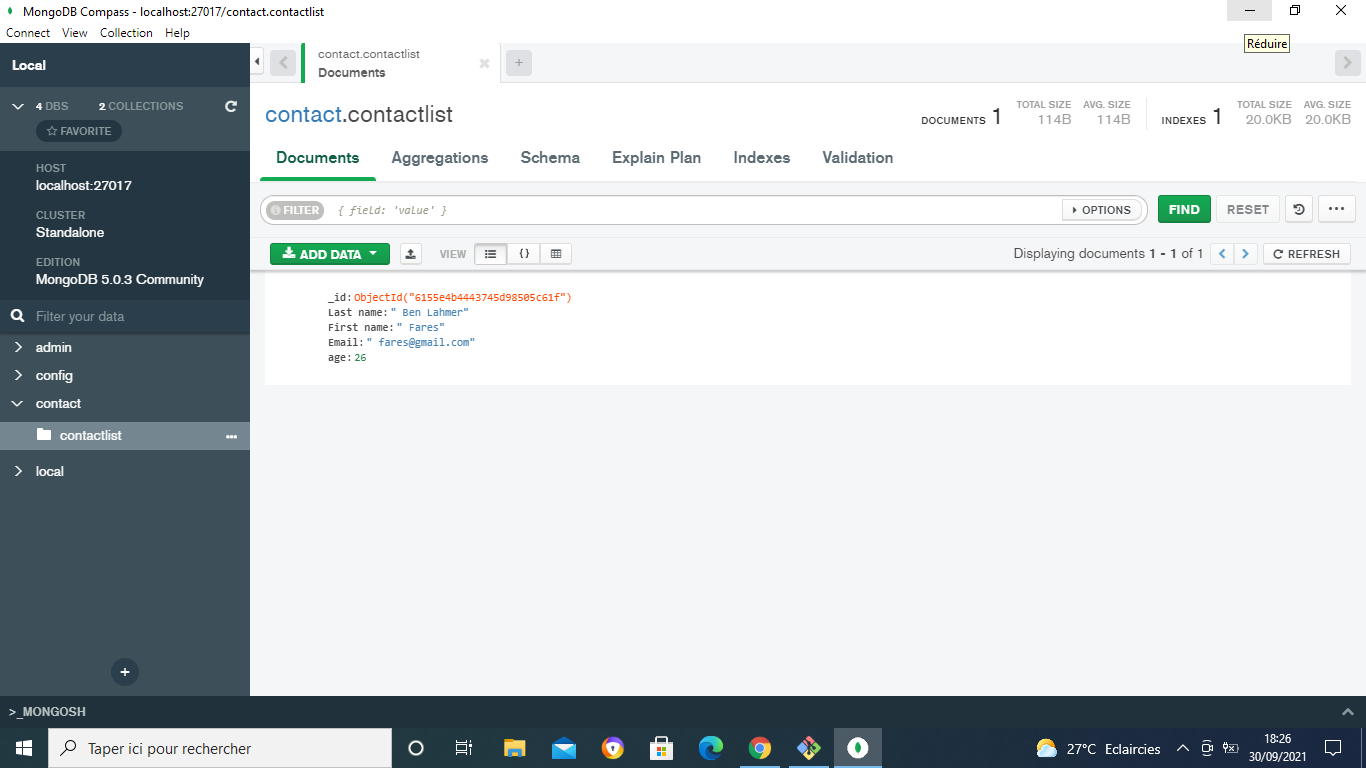 MongoDB Compass - localhost:27017/contact.contactlist
Connect View Collection Help
Réduire
Local
4 DBS 2 COLLECTIONS
FAVORITE
HOST
localhost:27017
CLUSTER
Standalone
EDITION
MongoDB 5.0.3 Community
Filter your data
admin
config
contact
contactlist
local
contact.contactlist
Documents
contact.contactlist
DOCUMENTS 1 TOTAL SIZE 114B AVG. SIZE 114B INDEXES 1 TOTAL SIZE 20.0KB AVG. SIZE 20.0KB
Documents Aggregations Schema Explain Plan Indexes Validation
FILTER { field: 'value' } OPTIONS FIND RESET
ADD DATA VIEW { } Displaying documents 1 - 1 of 1 REFRESH
_id: ObjectId("6155e4b4443745d98505c61f")
Last name: " Ben Lahmer"
First name: " Fares"
Email: " fares@gmail.com"
age: 26
>_MONGOSH
Taper ici pour rechercher
27°C Eclaircies
18:26
30/09/2021